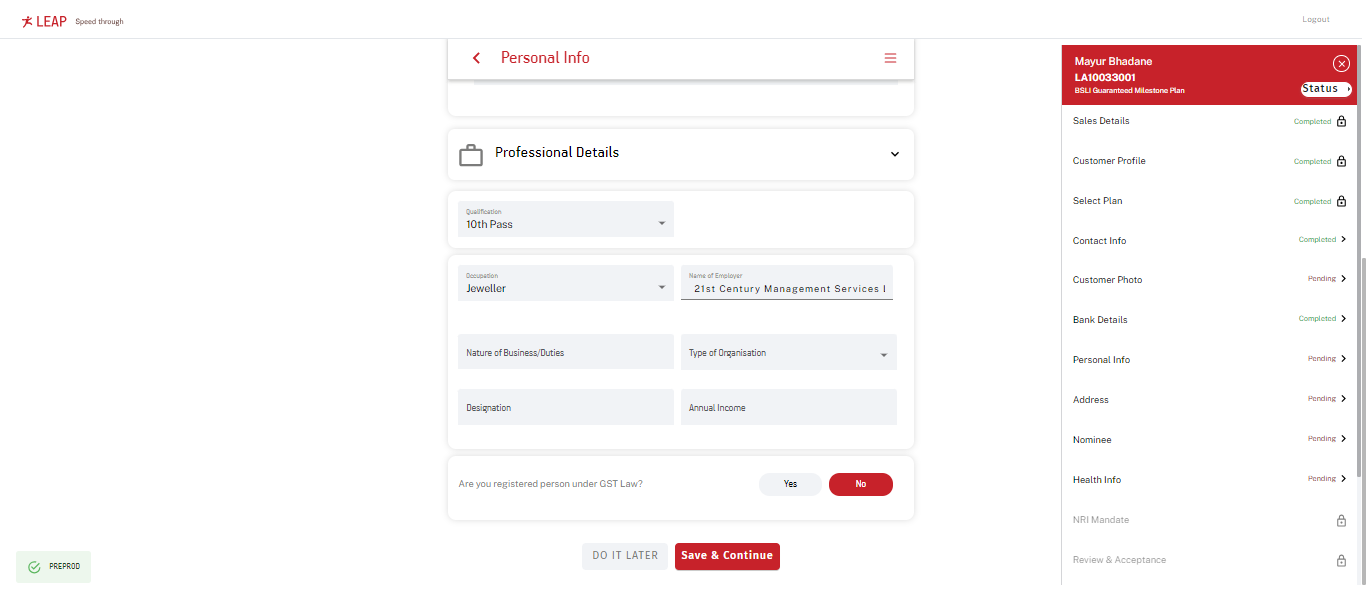 LEAP Speed through
Logout
Personal Info
Professional Details
Qualification
10th Pass
Occupation
Jeweller
Name of Employer
21st Century Management Services
Nature of Business/Duties
Type of Organisation
Designation
Annual Income
Are you registered person under GST Law?
Yes
No
DO IT LATER
Save & Continue
PREPROD
Mayur Bhadane
LA10033001
BSLI Guaranteed Milestone Plan
Status
Sales Details Completed
Customer Profile Completed
Select Plan Completed
Contact Info Completed
Customer Photo Pending
Bank Details Completed
Personal Info Pending
Address Pending
Nominee Pending
Health Info Pending
NRI Mandate
Review & Acceptance